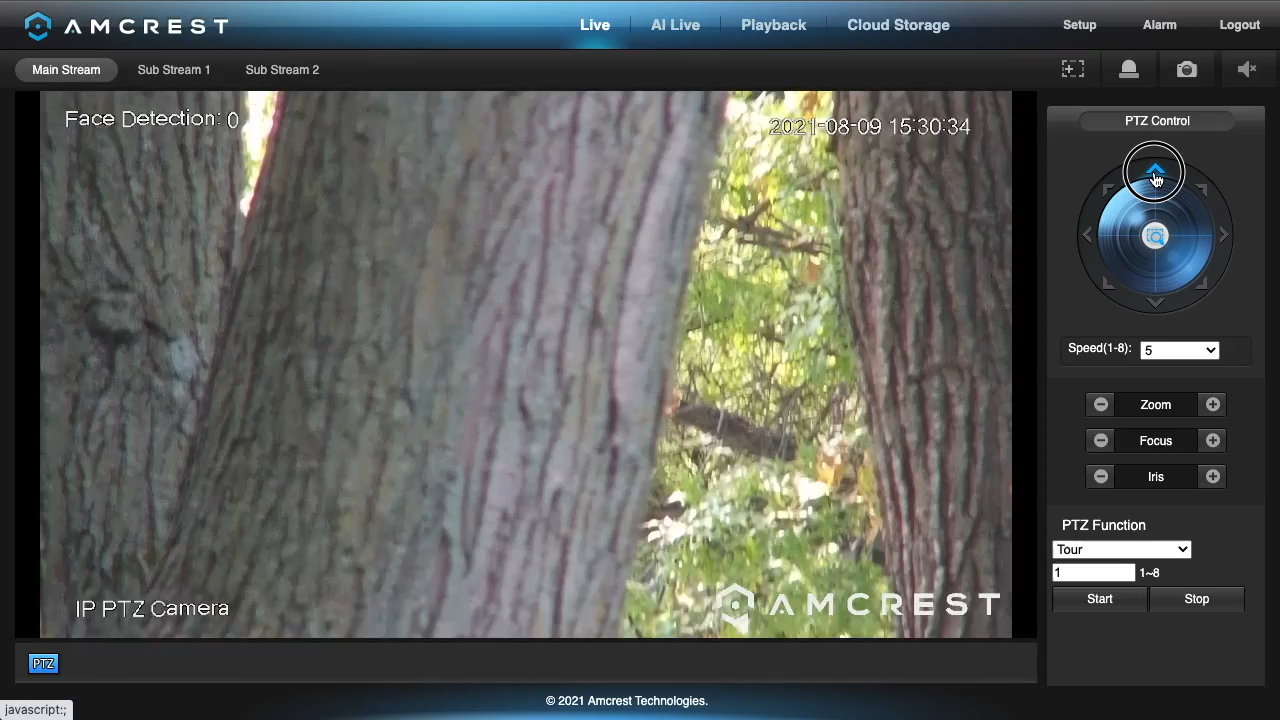 AMCREST
Live
AI Live
Playback
Cloud Storage
Setup
Alarm
Logout
Main Stream
Sub Stream 1
Sub Stream 2
Face Detection: 0
2021-08-09 15:30:34
PTZ Control
Speed(1-8):
5
Zoom
Focus
Iris
PTZ Function
Tour
1
1~8
Start
Stop
IP PTZ Camera
AMCREST
PTZ
© 2021 Amcrest Technologies.
javascript:;